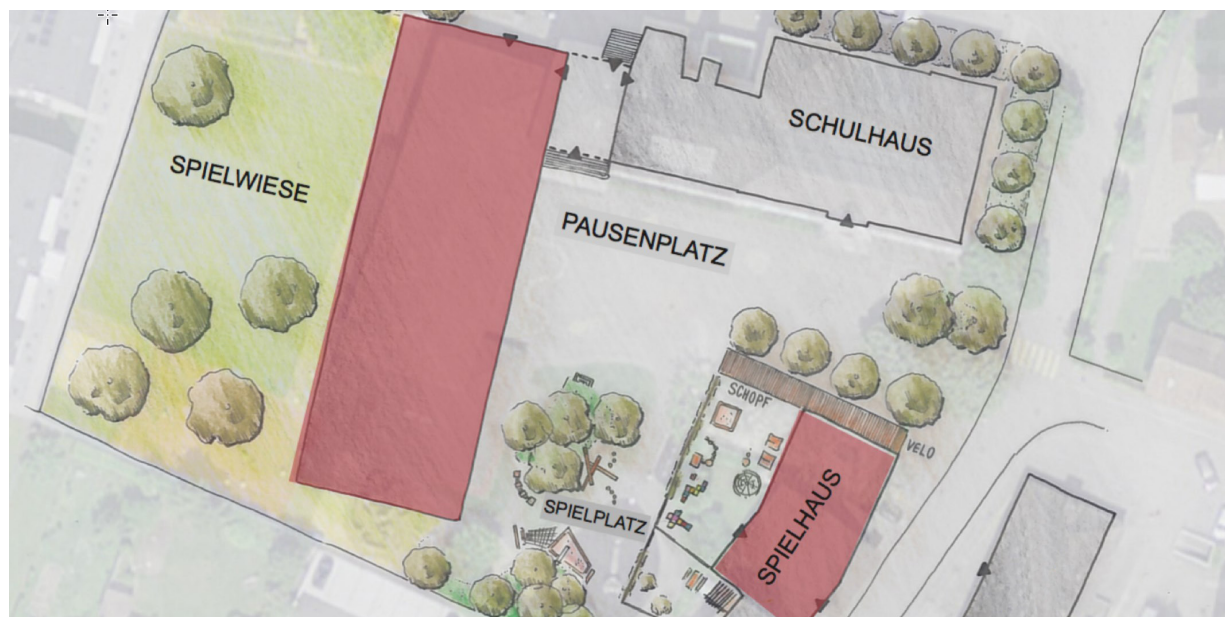 SCHULHAUS
SPIELWIESE
PAUSENPLATZ
SCHOPF
VELO
SPIELHAUS
SPIELPLATZ